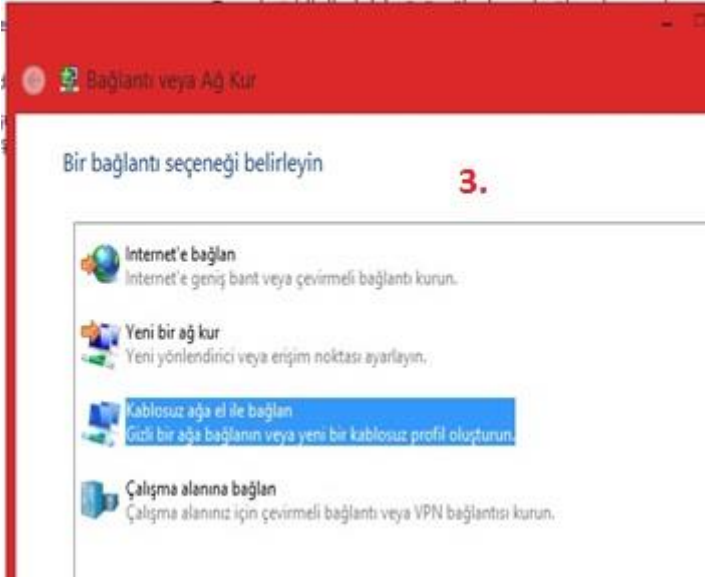 Bağlantı veya Ağ Kur
Bir bağlantı seçeneği belirleyin
3.
Internet'e bağlan
Internet'e geniş bant veya çevirmeli bağlantı kurun.
Yeni bir ağ kur
Yeni yönlendirici veya erişim noktası ayarlayın.
Kablosuz ağa el ile bağlan
Gizli bir ağa bağlanın veya yeni bir kablosuz profil oluşturun.
Çalışma alanına bağlan
Çalışma alanınız için çevirmeli bağlantı veya VPN bağlantısı kurun.